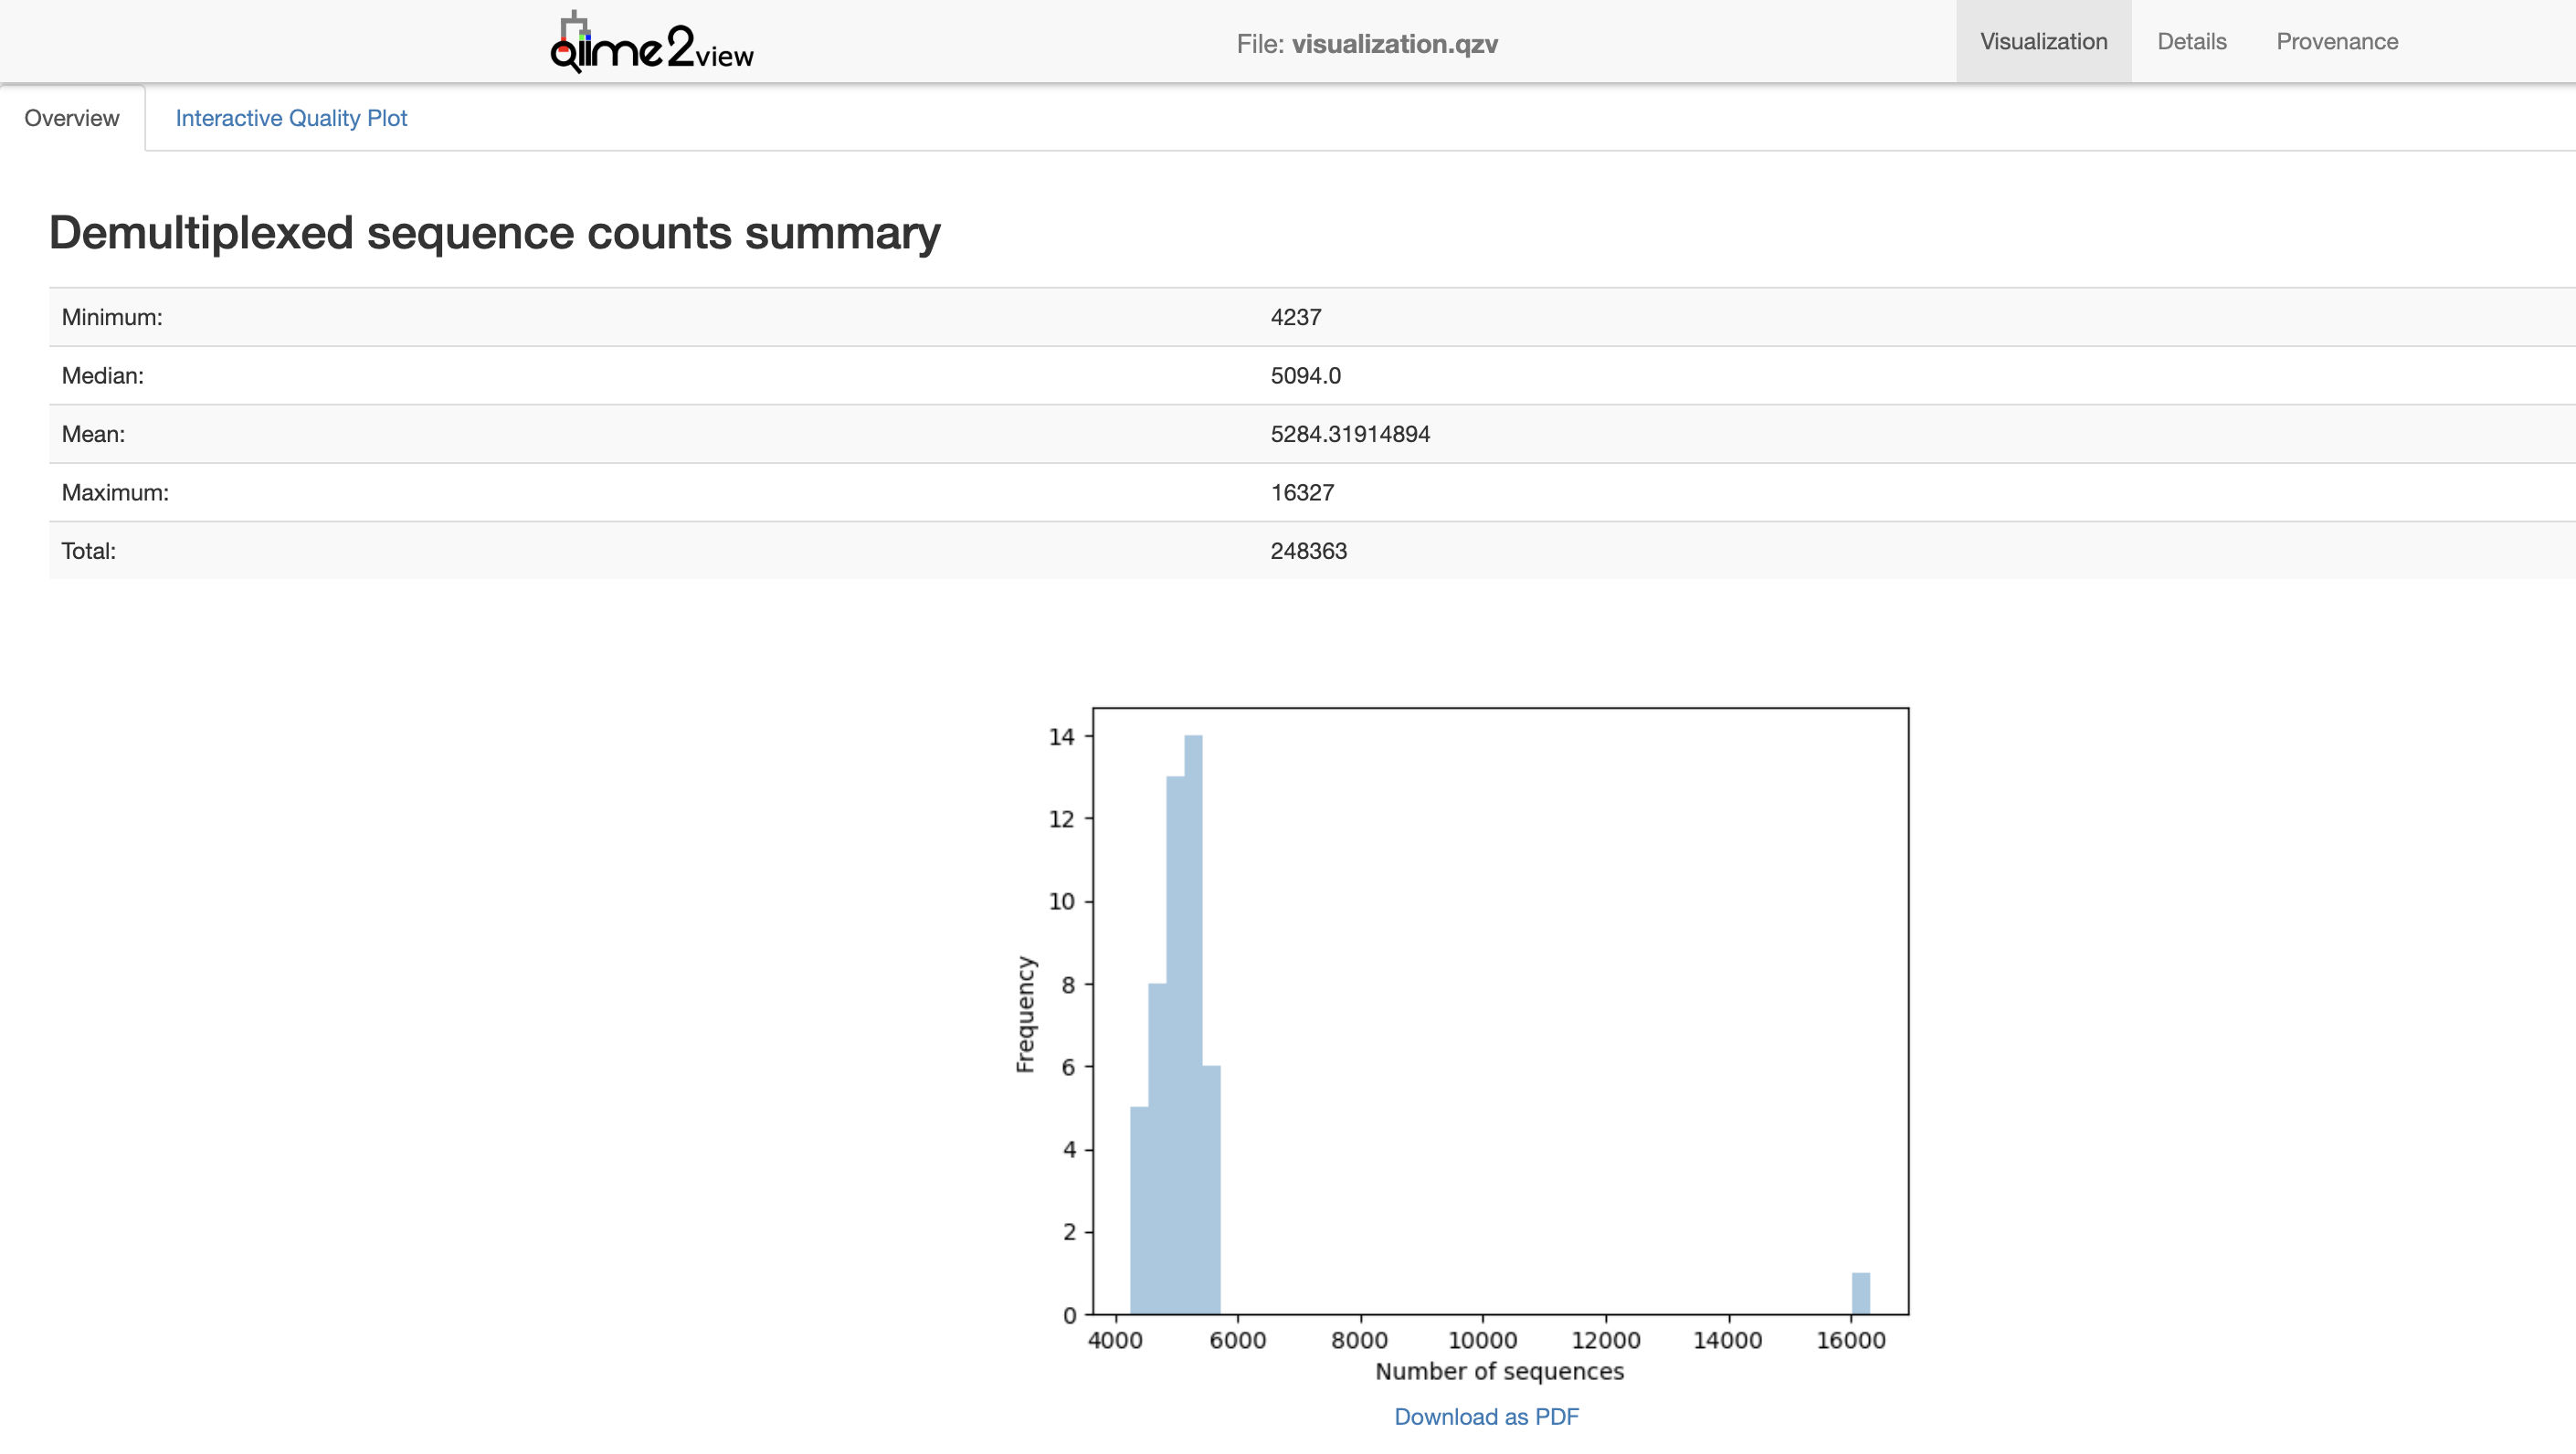 qiime2view
File: visualization.qzv
Visualization Details Provenance
Overview Interactive Quality Plot
Demultiplexed sequence counts summary
Minimum: 4237
Median: 5094.0
Mean: 5284.31914894
Maximum: 16327
Total: 248363
14
12
10
8
6
4
2
0
Frequency
4000 6000 8000 10000 12000 14000 16000
Number of sequences
Download as PDF